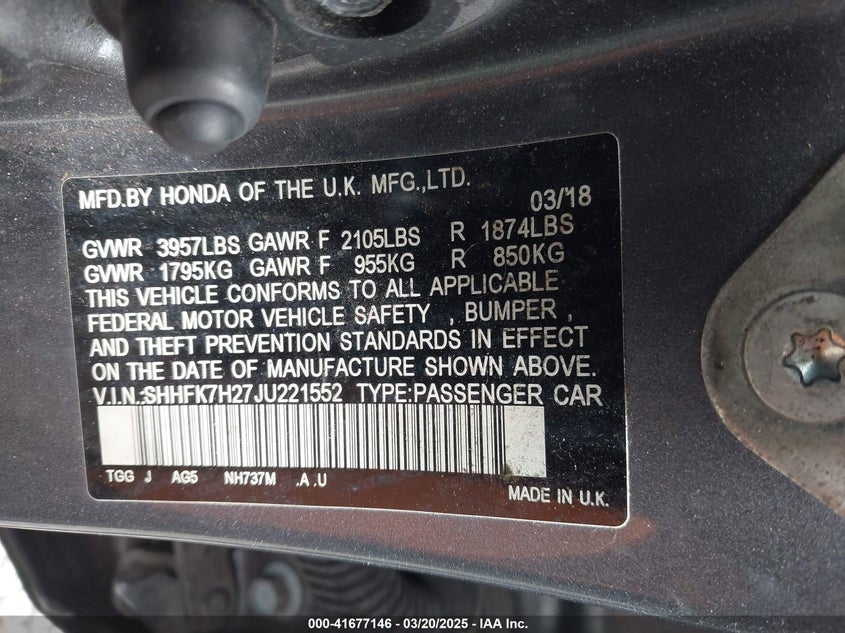 MFD.BY HONDA OF THE U.K. MFG.,LTD. 03/'18
GVWR 3957LBS GAWR F 2105LBS R 1874LBS
GVWR 1795KG GAWR F 955KG R 850KG
THIS VEHICLE CONFORMS TO ALL APPLICABLE
FEDERAL MOTOR VEHICLE SAFETY , BUMPER ,
AND THEFT PREVENTION STANDARDS IN EFFECT
ON THE DATE OF MANUFACTURE SHOWN ABOVE.
V.I.N.:SHHFK7H27JU221552 TYPE:PASSENGER CAR
TGG J AG5 NH737M .A .U
MADE IN U.K.
000-41677146 — 03/20/2025 — IAA Inc.